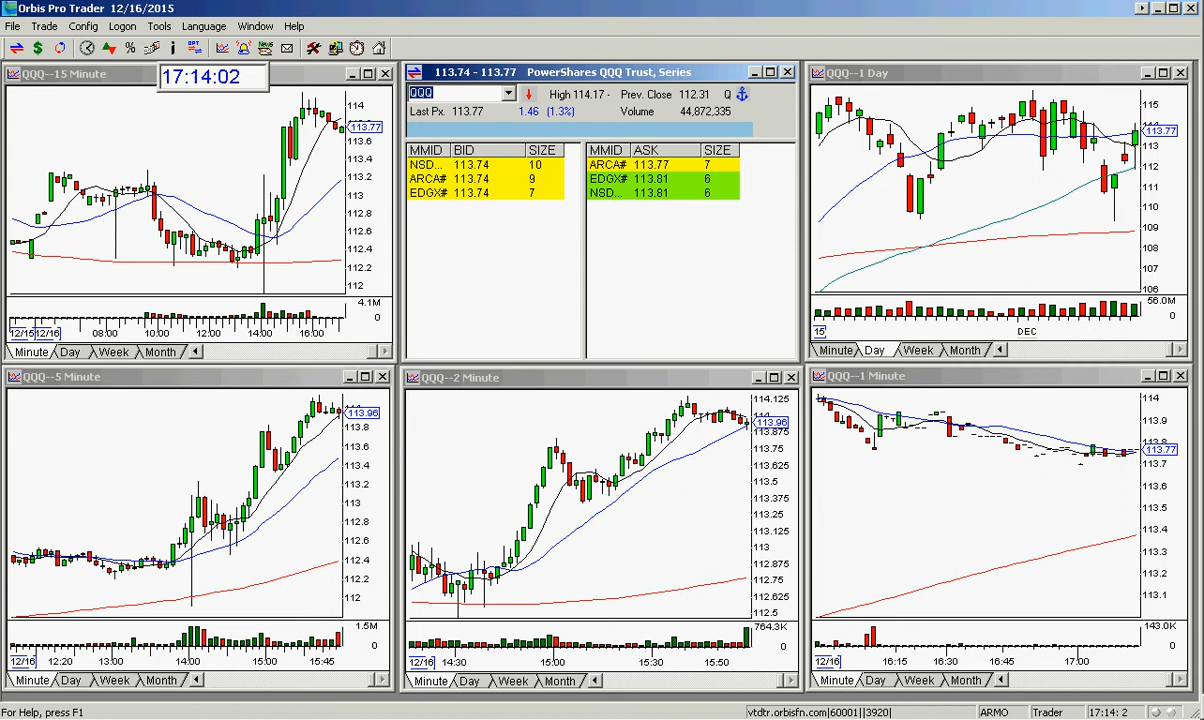 Orbis Pro Trader 12/16/2015
File Trade Config Logon Tools Language Window Help
QQQ--15 Minute
17:14:02
114
113.77
113.6
113.4
113.2
113
112.8
112.6
112.4
112.2
112
4.1M
0
12/15 12/16 08:00 10:00 12:00 14:00 16:00
Minute Day Week Month
113.74 - 113.77 PowerShares QQQ Trust, Series
QQQ High 114.17 - Prev. Close 112.31 Q
Last Px. 113.77 1.46 (1.3%) Volume 44,872,335
MMID BID SIZE MMID ASK SIZE
NSD... 113.74 10 ARCA# 113.77 7
ARCA# 113.74 9 EDGX# 113.81 6
EDGX# 113.74 7 NSD... 113.81 6
QQQ--1 Day
115
113.77
113
112
111
110
109
108
107
106
56.0M
0
15 DEC
Minute Day Week Month
QQQ--5 Minute
113.96
113.8
113.6
113.4
113.2
113
112.8
112.6
112.4
112.2
112
1.5M
0
12/16 12:20 13:00 14:00 15:00 15:45
Minute Day Week Month
QQQ--2 Minute
114.125
114
113.96
113.875
113.75
113.625
113.5
113.375
113.25
113.125
113
112.875
112.75
112.625
112.5
764.3K
0
12/16 14:30 15:00 15:30 15:50
Minute Day Week Month
QQQ--1 Minute
114
113.9
113.8
113.77
113.7
113.6
113.5
113.4
113.3
113.2
113.1
143.0K
0
12/16 16:15 16:30 16:45 17:00
Minute Day Week Month
For Help, press F1 vtdtr.orbisfn.com|60001||3920| ARMO Trader 17:14: 2